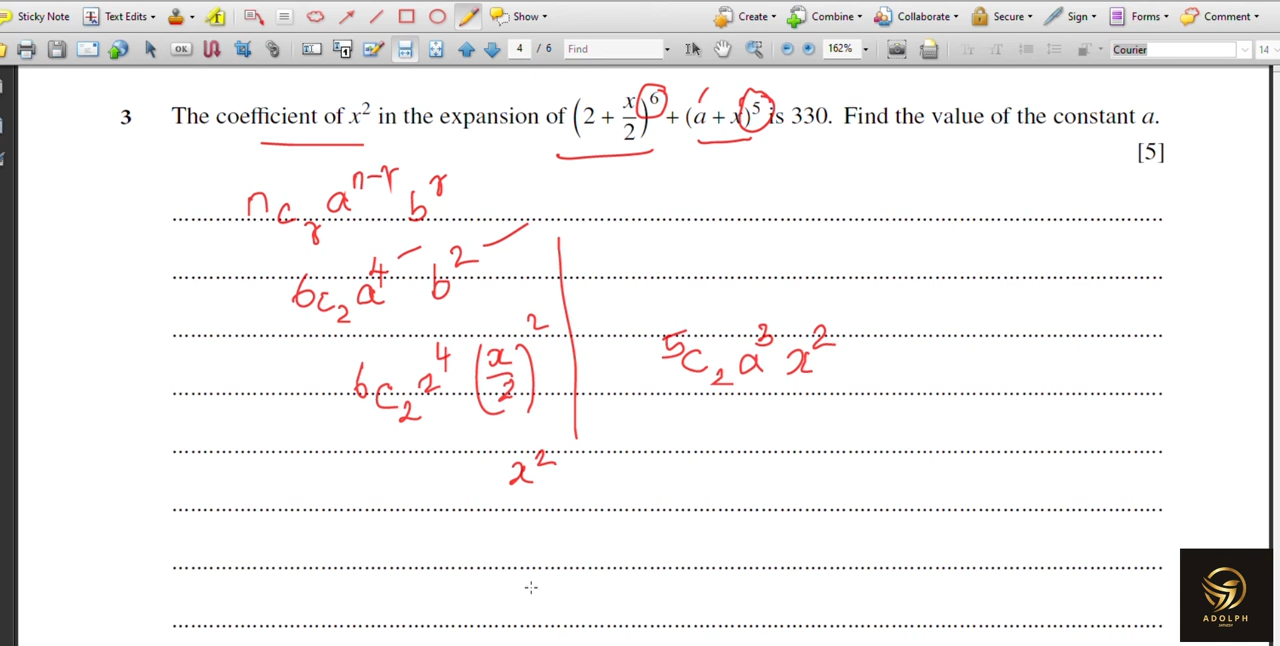 Sticky Note Text Edits Show Create Combine Collaborate Secure Sign Forms Comment
OK 4 / 6 Find 162% Tr Courier 14
3 The coefficient of x² in the expansion of (2 + x/2)⁶ + (a + x)⁵ is 330. Find the value of the constant a.
[5]
nCᵣ aⁿ⁻ʳ bʳ
6C₂ a⁴ b²
6C₂ 2⁴ (x/2)²
⁵C₂ a³ x²
x²
ADOLPH